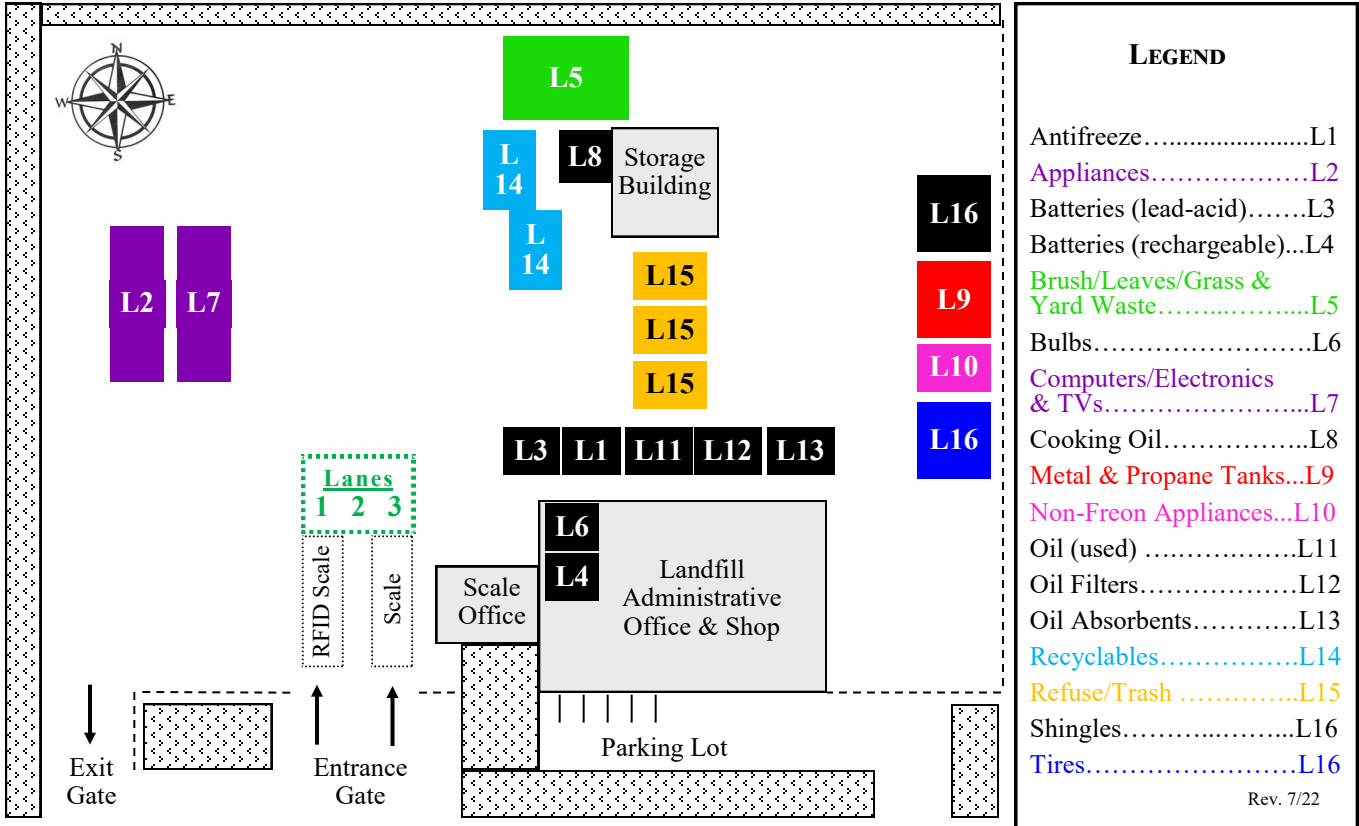 N
W
E
S
L5
L
14
L8
Storage
Building
L
14
L16
L2
L7
L15
L9
L15
L10
L15
L16
L3
L1
L11
L12
L13
Lanes
1 2 3
RFID Scale
Scale
L6
L4
Scale
Office
Landfill
Administrative
Office & Shop
Parking Lot
Exit
Gate
Entrance
Gate
LEGEND
Antifreeze….....................L1
Appliances………………L2
Batteries (lead-acid)…….L3
Batteries (rechargeable)...L4
Brush/Leaves/Grass &
Yard Waste……...……....L5
Bulbs……………………L6
Computers/Electronics
& TVs…………………...L7
Cooking Oil……………..L8
Metal & Propane Tanks...L9
Non-Freon Appliances...L10
Oil (used) ….………….L11
Oil Filters……………..L12
Oil Absorbents………...L13
Recyclables……………L14
Refuse/Trash …………..L15
Shingles………...……...L16
Tires…………………...L16
Rev. 7/22